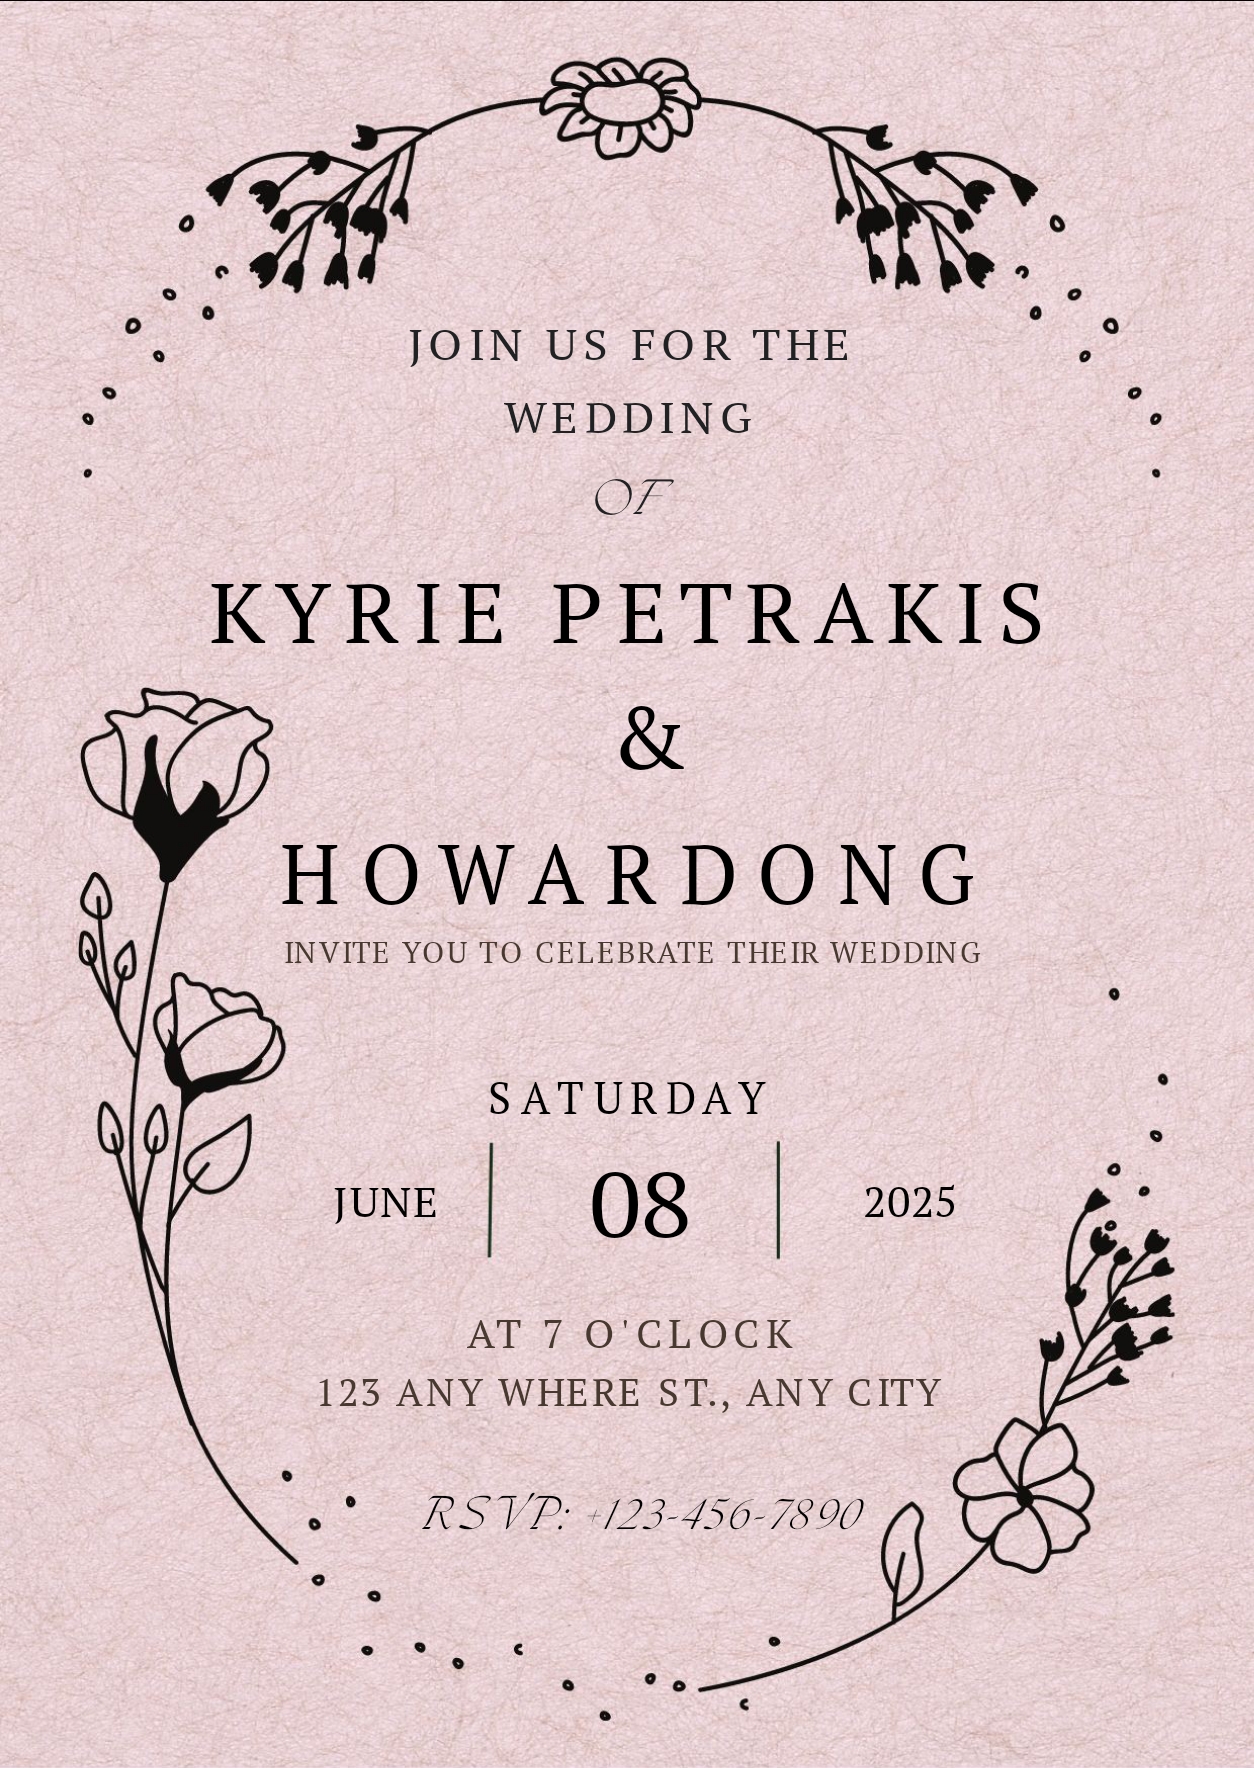 JOIN US FOR THE
WEDDING
OF
KYRIE PETRAKIS
&
HOWARDONG
INVITE YOU TO CELEBRATE THEIR WEDDING
SATURDAY
JUNE 08 2025
AT 7 O'CLOCK
123 ANY WHERE ST., ANY CITY
RSVP: +123-456-7890